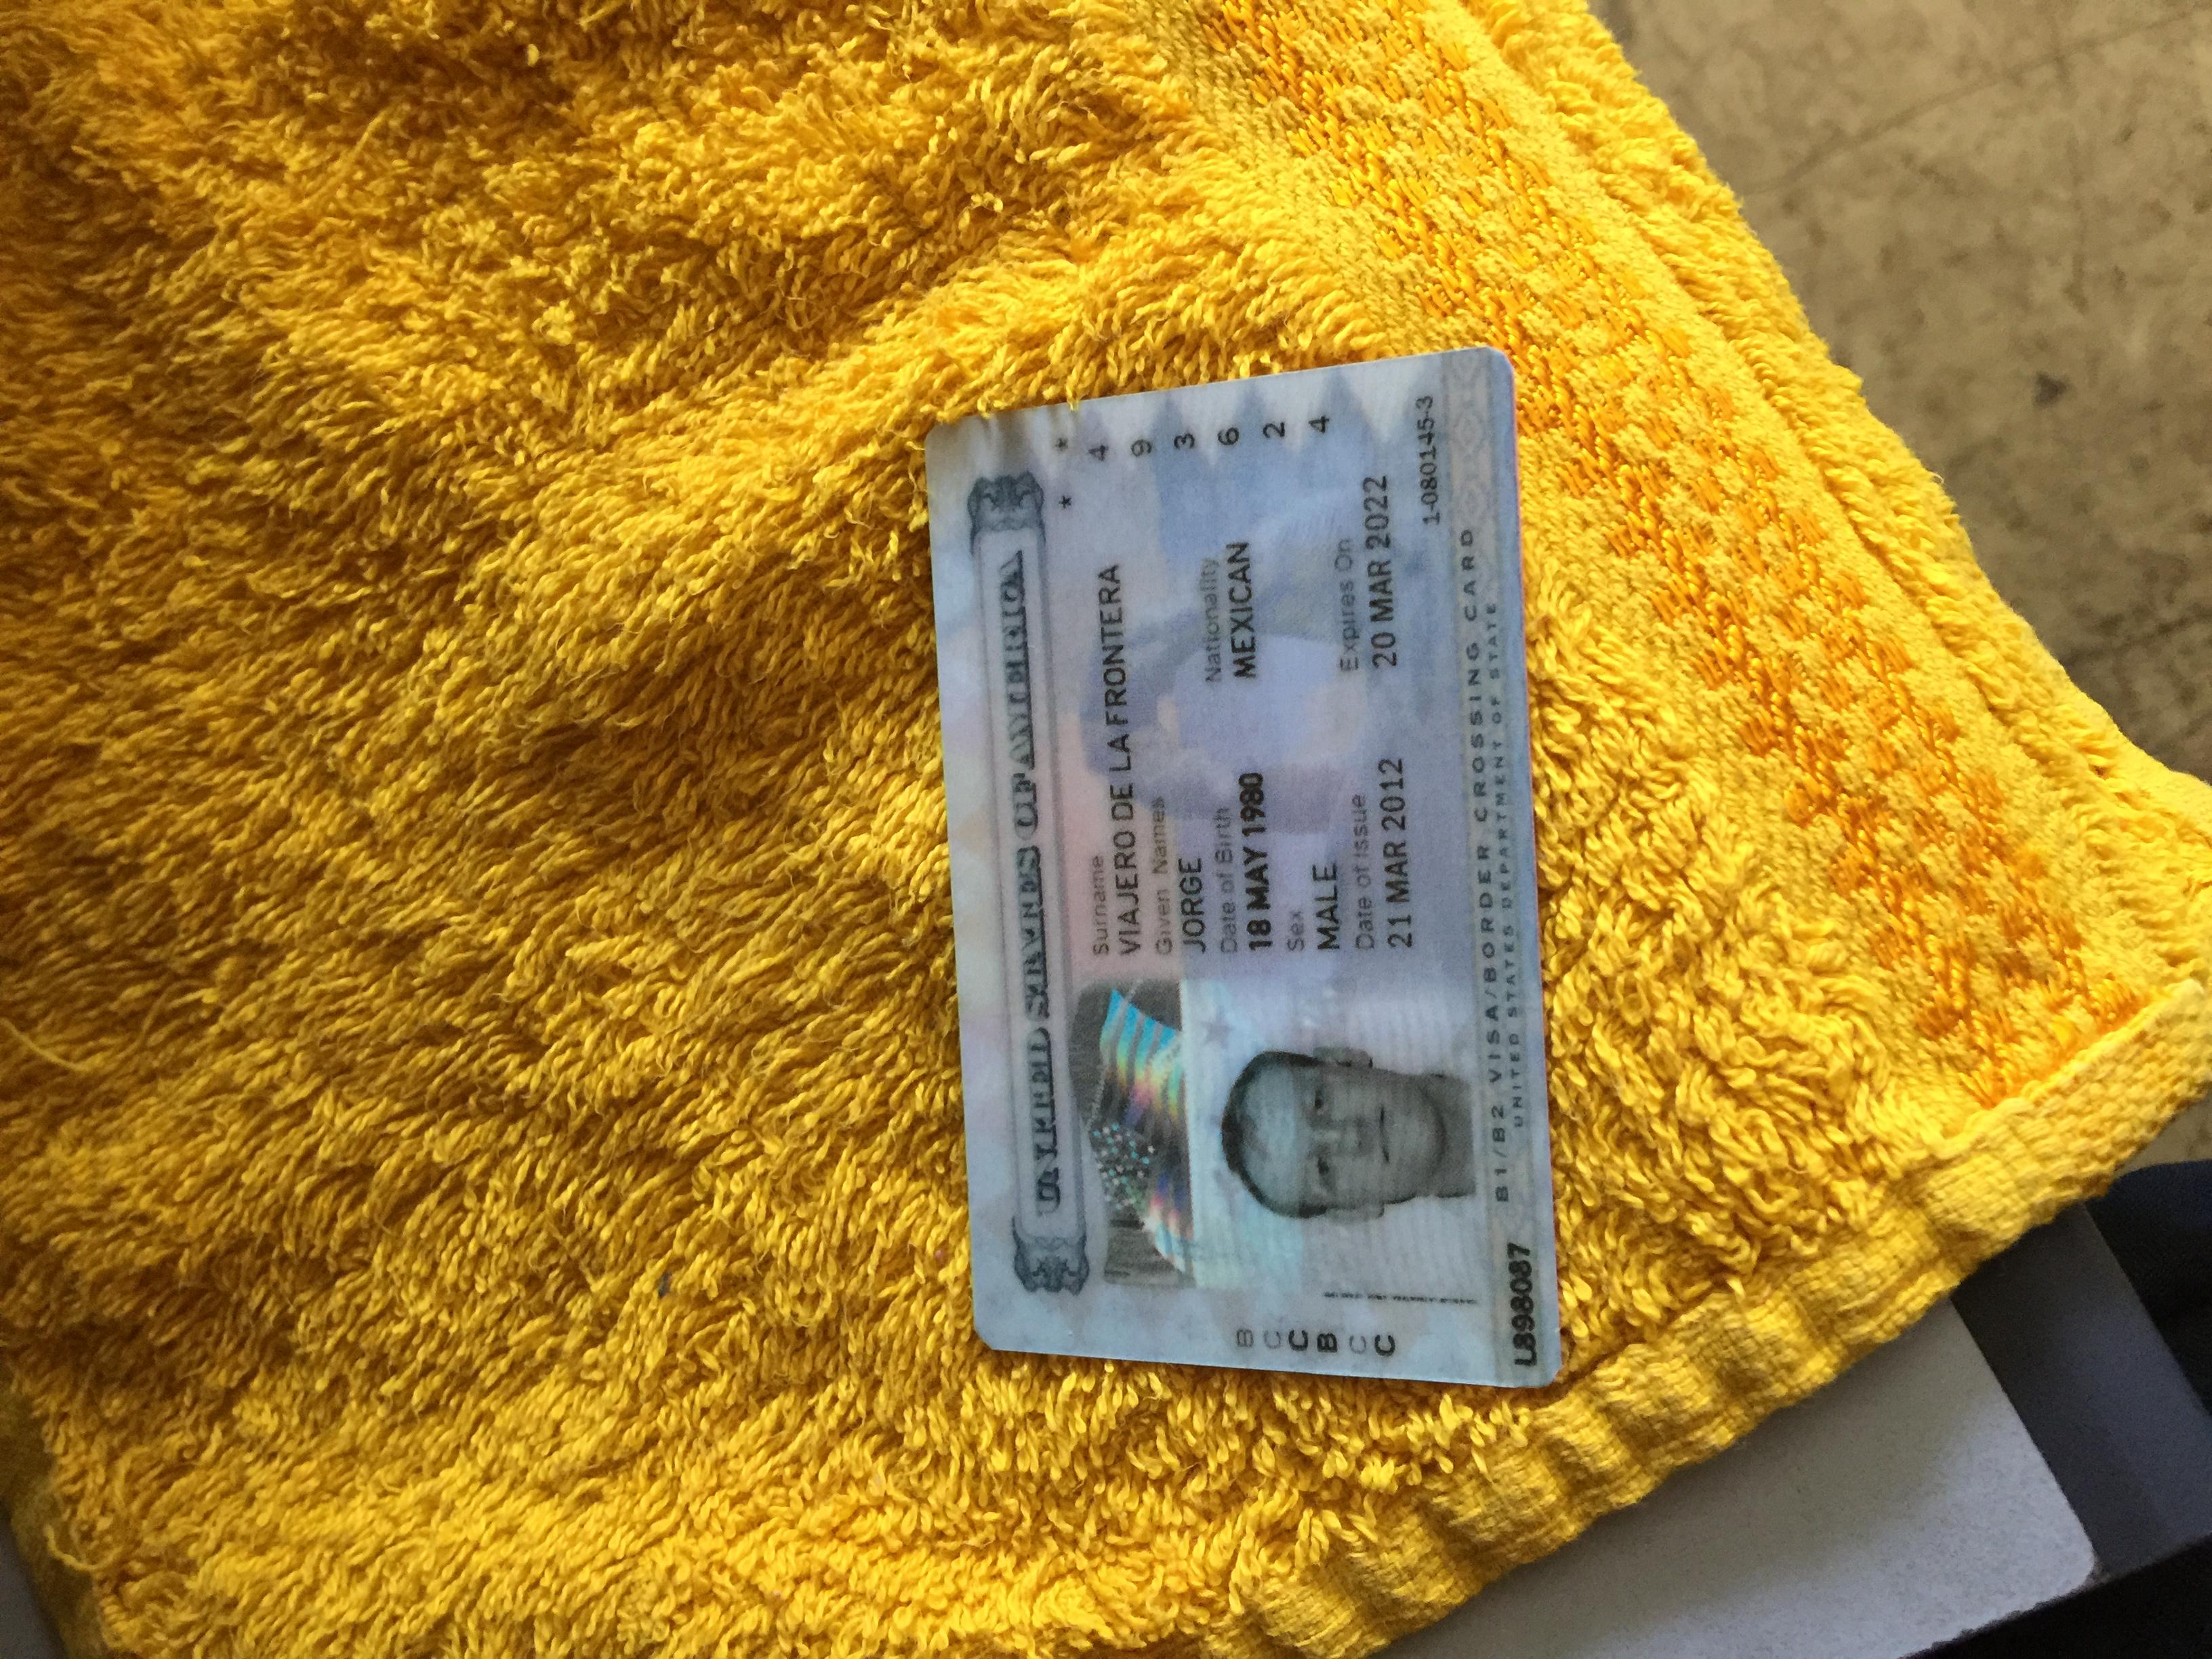 UNITED STATES OF AMERICA
* *
Surname
VIAJERO DE LA FRONTERA
Given Names
JORGE
Date of Birth
Nationality
18 MAY 1980
MEXICAN
Sex
MALE
Date of Issue
Expires On
21 MAR 2012
20 MAR 2022
4
9
3
6
2
4
1-080145-3
B
C
C
B
C
C
B1/B2 VISA/BORDER CROSSING CARD
UNITED STATES DEPARTMENT OF STATE
L898087